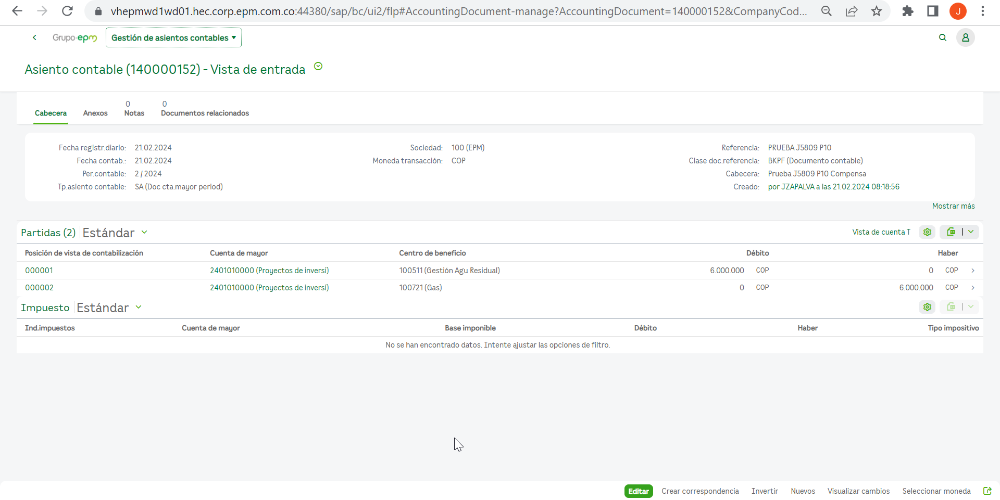 vhepmwd1wd01.hec.corp.epm.com.co:44380/sap/bc/ui2/flp#AccountingDocument-manage?AccountingDocument=140000152&CompanyCod...
J
Grupo·epm
Gestión de asientos contables
Asiento contable (140000152) - Vista de entrada
Cabecera
Anexos
0
Notas
0
Documentos relacionados
Fecha registr.diario: 21.02.2024
Fecha contab.: 21.02.2024
Per.contable: 2 / 2024
Tp.asiento contable: SA (Doc cta.mayor period)
Sociedad: 100 (EPM)
Moneda transacción: COP
Referencia: PRUEBA J5809 P10
Clase doc.referencia: BKPF (Documento contable)
Cabecera: Prueba J5809 P10 Compensa
Creado: por JZAPALVA a las 21.02.2024 08:18:56
Mostrar más
Partidas (2) Estándar
Vista de cuenta T
Posición de vista de contabilización Cuenta de mayor Centro de beneficio Débito Haber
000001 2401010000 (Proyectos de inversi) 100511 (Gestión Agu Residual) 6.000.000 COP 0 COP
000002 2401010000 (Proyectos de inversi) 100721 (Gas) 0 COP 6.000.000 COP
Impuesto Estándar
Ind.impuestos Cuenta de mayor Base imponible Débito Haber Tipo impositivo
No se han encontrado datos. Intente ajustar las opciones de filtro.
Editar Crear correspondencia Invertir Nuevos Visualizar cambios Seleccionar moneda